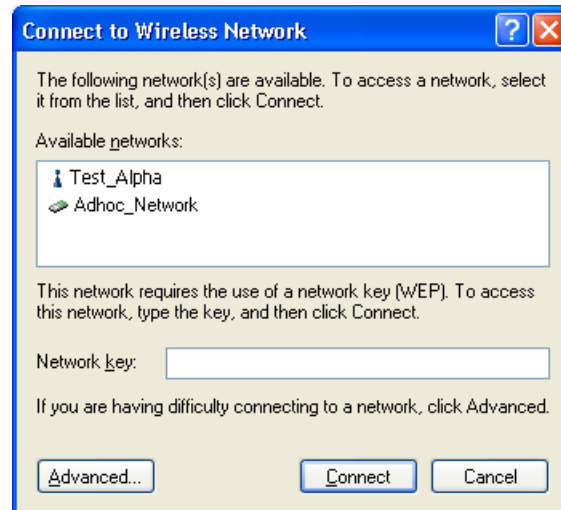 Connect to Wireless Network
?
The following network(s) are available. To access a network, select
it from the list, and then click Connect.
Available networks:
Test_Alpha
Adhoc_Network
This network requires the use of a network key (WEP). To access
this network, type the key, and then click Connect.
Network key:
If you are having difficulty connecting to a network, click Advanced.
Advanced... Connect Cancel